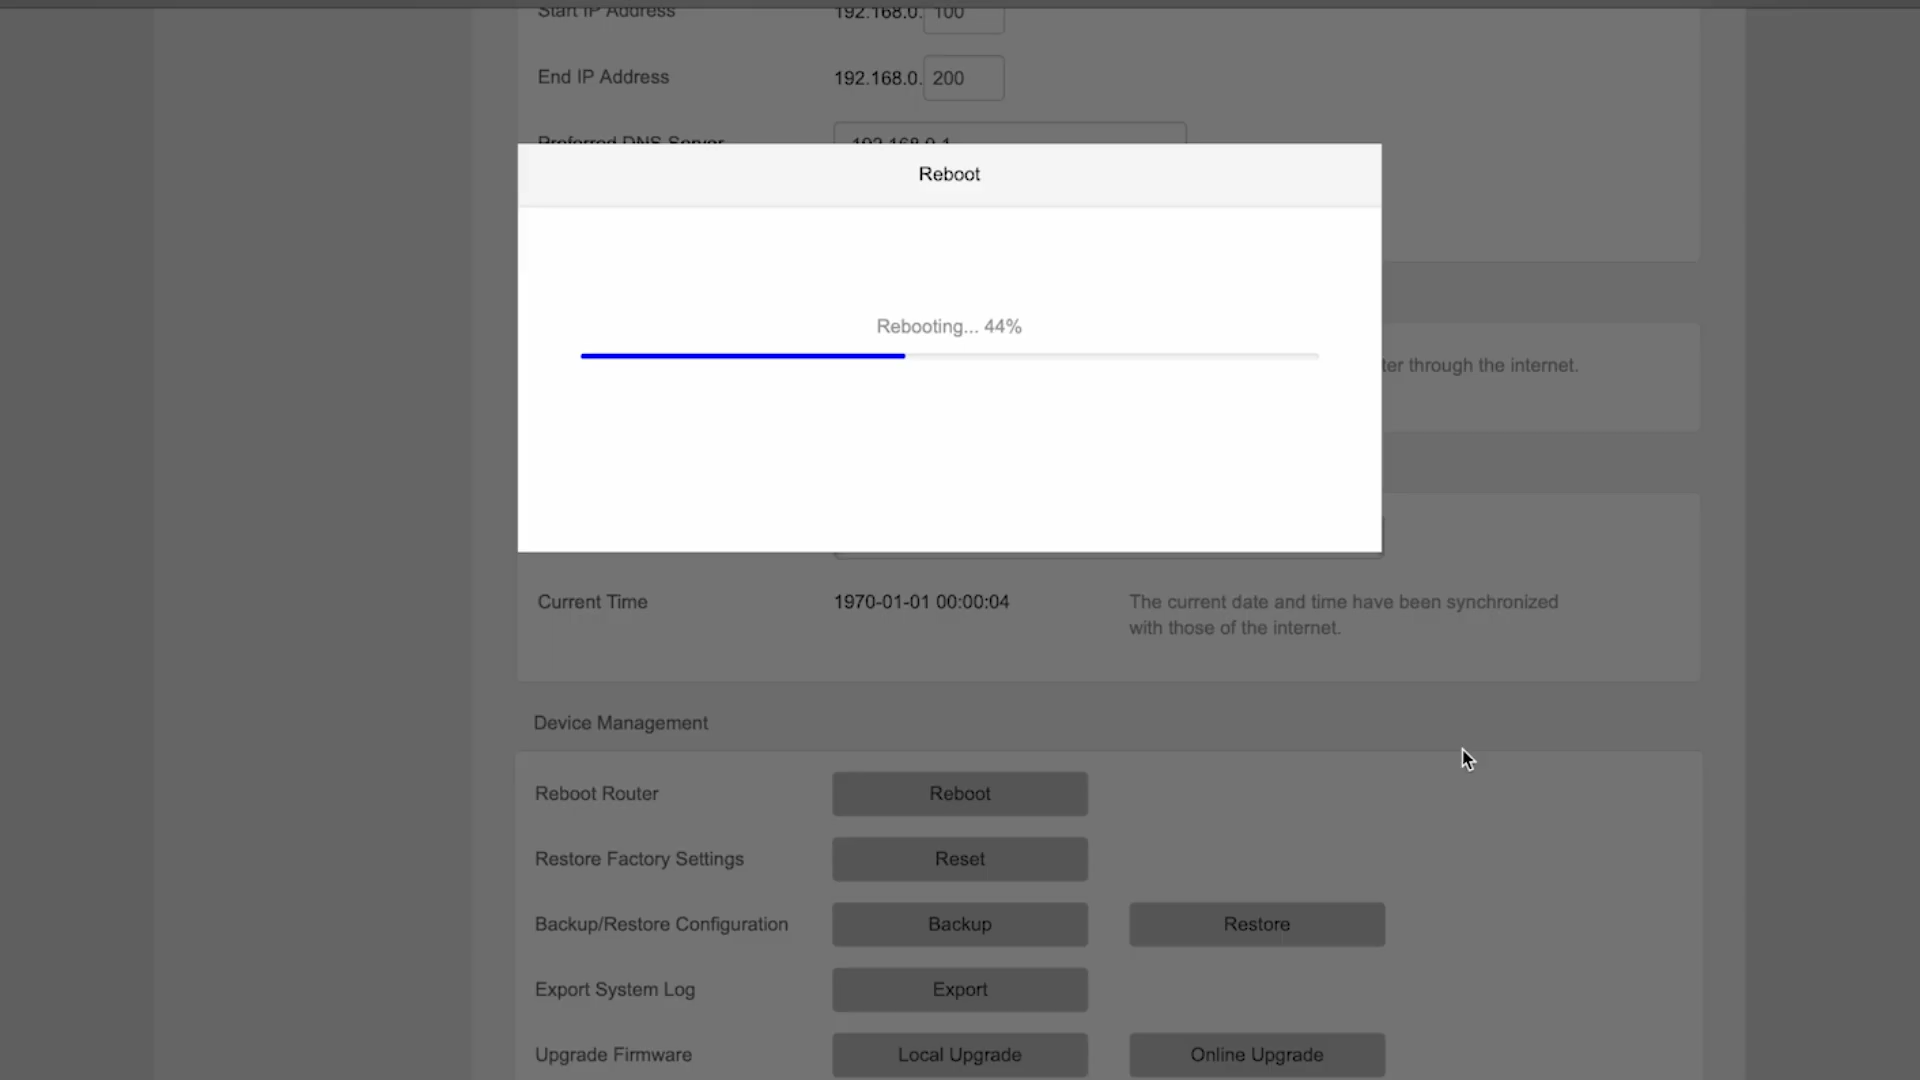 Start IP Address 192.168.0. 100
End IP Address 192.168.0. 200
Preferred DNS Server 192.168.0.1
Reboot
Rebooting... 44%
ter through the internet.
Current Time 1970-01-01 00:00:04 The current date and time have been synchronized
with those of the internet.
Device Management
Reboot Router Reboot
Restore Factory Settings Reset
Backup/Restore Configuration Backup Restore
Export System Log Export
Upgrade Firmware Local Upgrade Online Upgrade